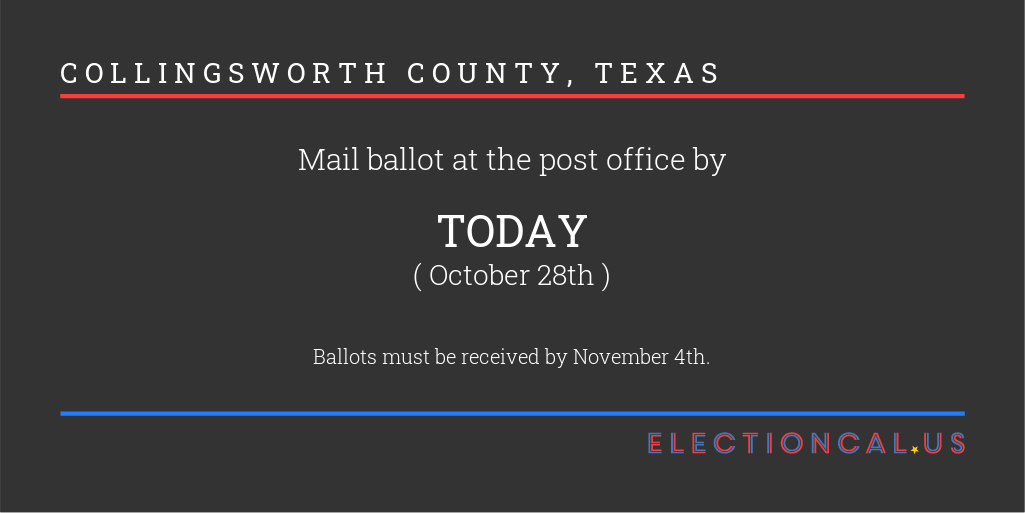 COLLINGSWORTH COUNTY, TEXAS
Mail ballot at the post office by
TODAY
( October 28th )
Ballots must be received by November 4th.
ELECTIONCAL.US